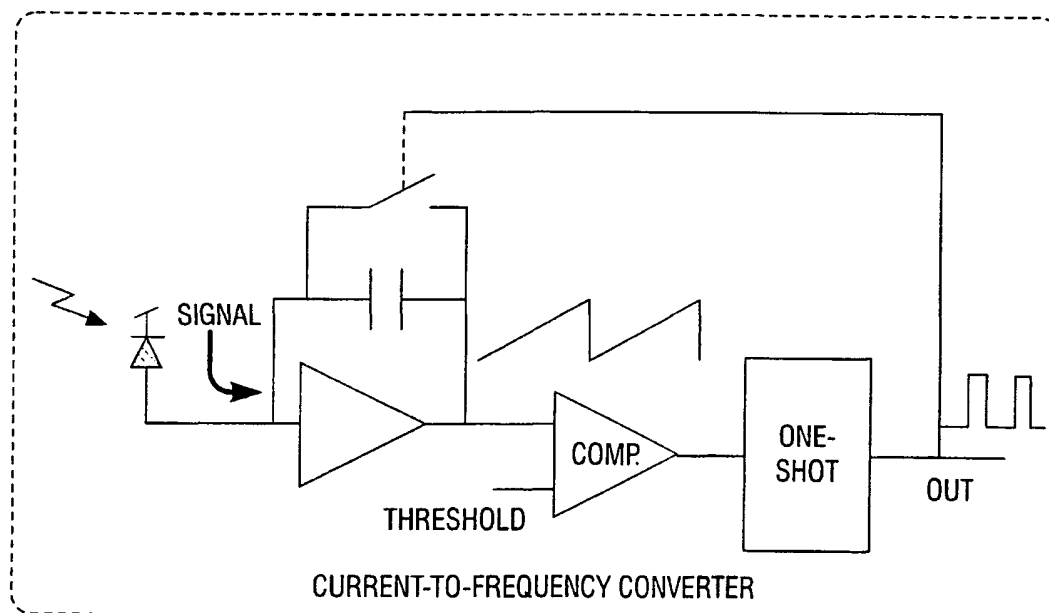 SIGNAL
COMP.
ONE-
SHOT
OUT
THRESHOLD
CURRENT-TO-FREQUENCY CONVERTER